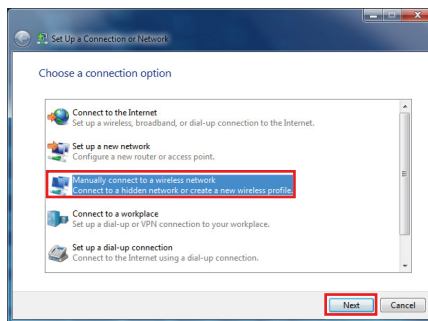 Set Up a Connection or Network
Choose a connection option
Connect to the Internet
Set up a wireless, broadband, or dial-up connection to the Internet.
Set up a new network
Configure a new router or access point.
Manually connect to a wireless network
Connect to a hidden network or create a new wireless profile.
Connect to a workplace
Set up a dial-up or VPN connection to your workplace.
Set up a dial-up connection
Connect to the Internet using a dial-up connection.
Next
Cancel